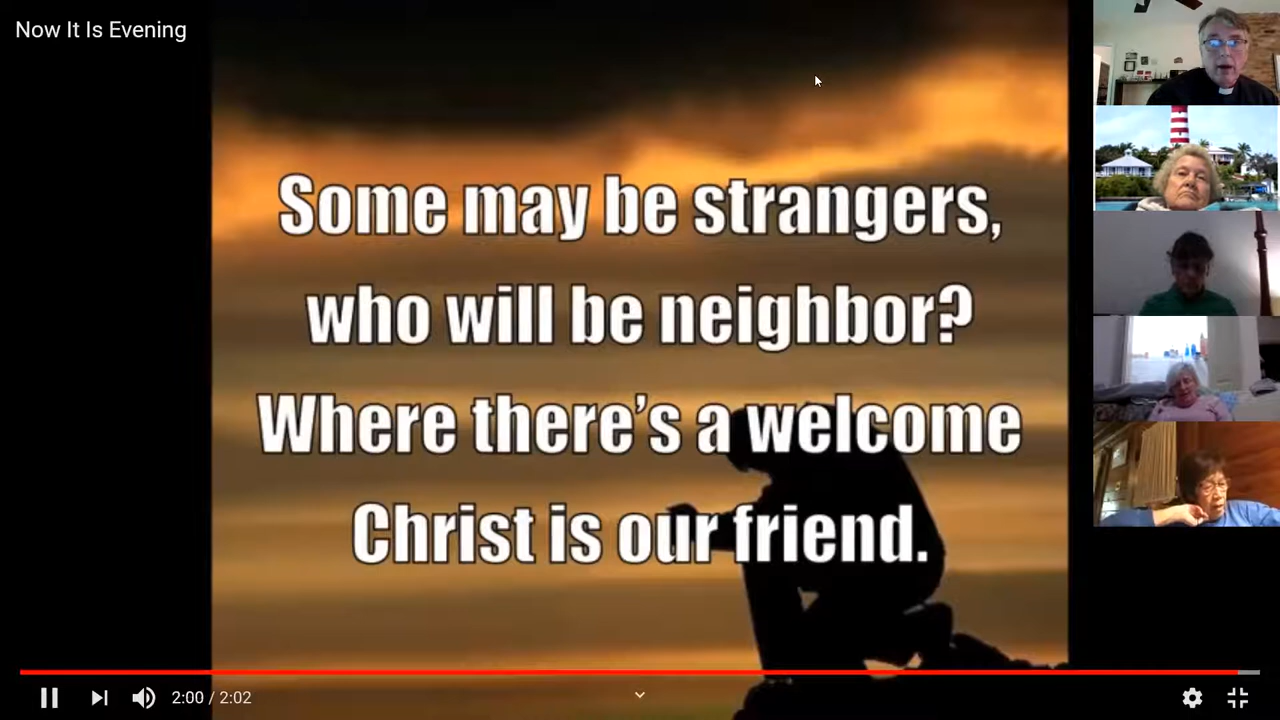 Now It Is Evening
Some may be strangers,
who will be neighbor?
Where there's a welcome
Christ is our friend.
2:00 / 2:02